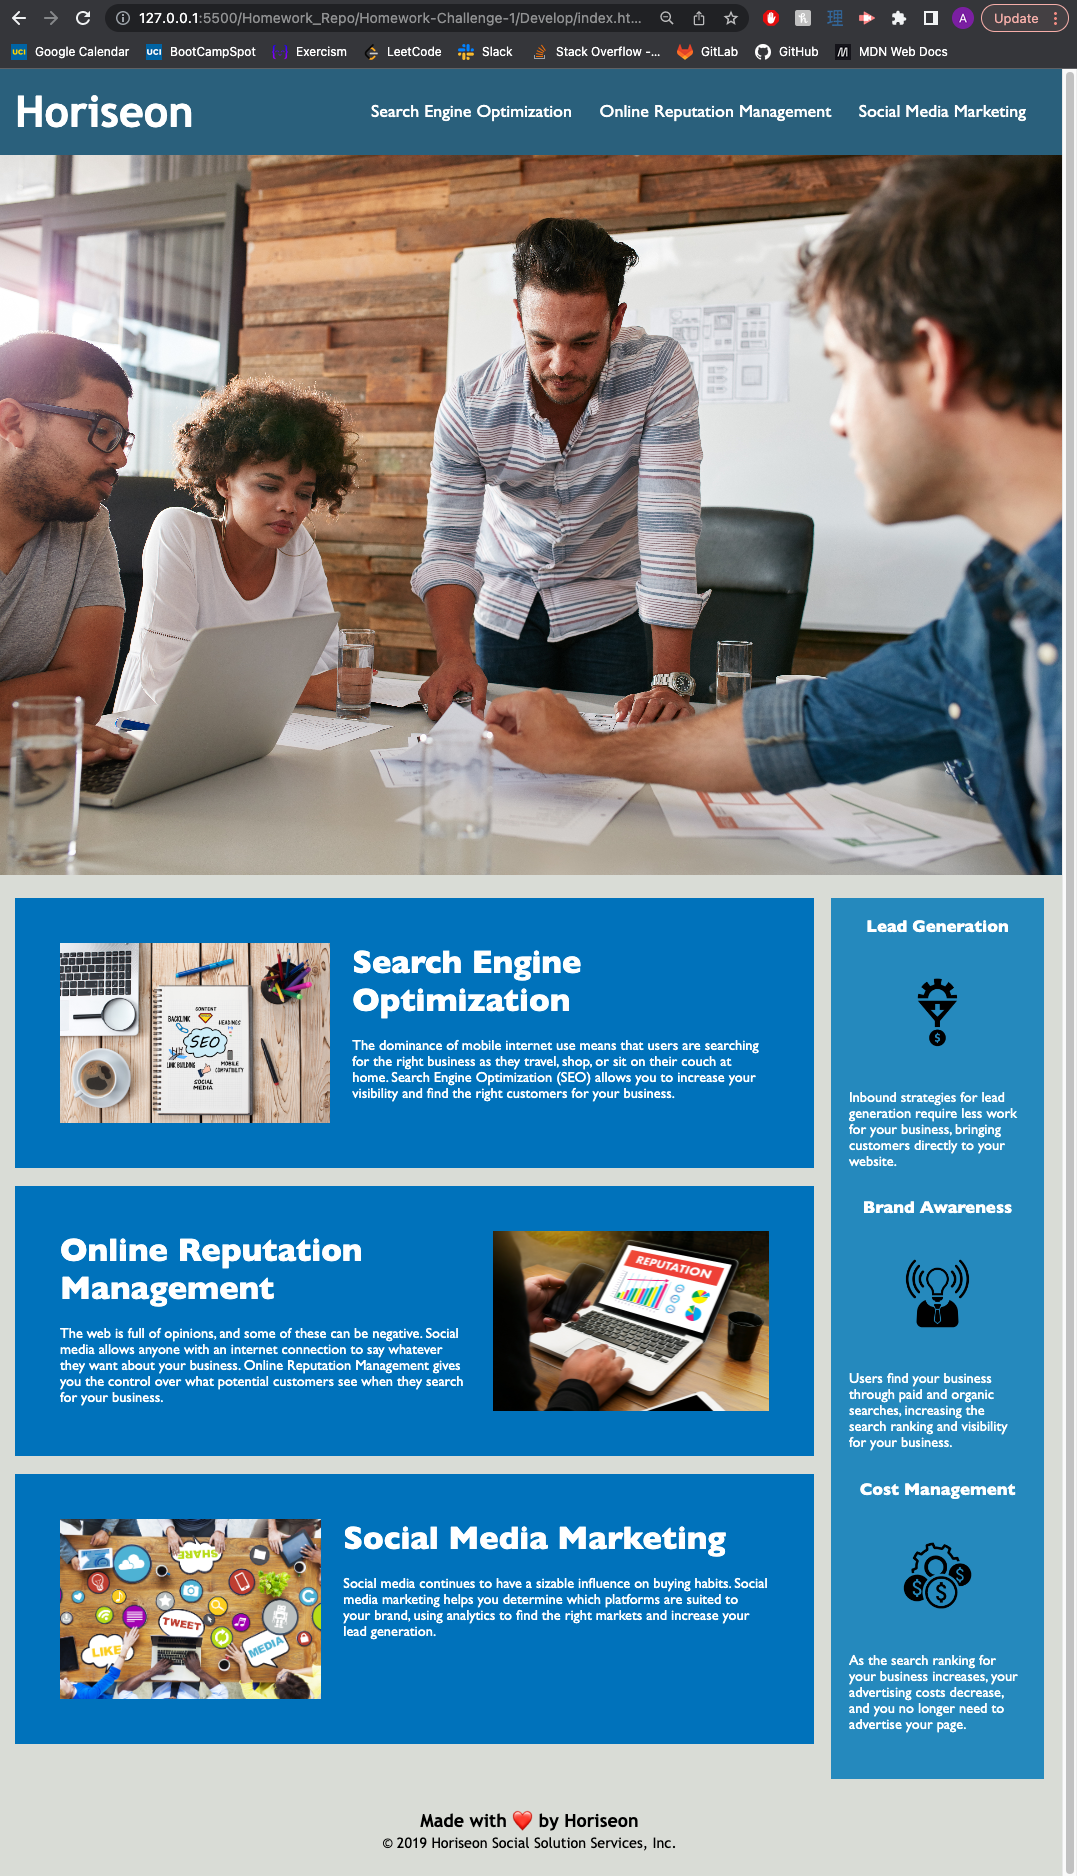 127.0.0.1:5500/Homework_Repo/Homework-Challenge-1/Develop/index.ht...
A
Update
UCI Google Calendar
UCI BootCampSpot
Exercism
LeetCode
Slack
Stack Overflow -...
GitLab
GitHub
MDN Web Docs
Horiseon
Search Engine Optimization
Online Reputation Management
Social Media Marketing
CONTENT
BACKLINK
HEADINGS
SEO
LINK BUILDING
MOBILE
COMPATIBILITY
SOCIAL
MEDIA
Search Engine
Optimization
The dominance of mobile internet use means that users are searching
for the right business as they travel, shop, or sit on their couch at
home. Search Engine Optimization (SEO) allows you to increase your
visibility and find the right customers for your business.
Online Reputation
Management
The web is full of opinions, and some of these can be negative. Social
media allows anyone with an internet connection to say whatever
they want about your business. Online Reputation Management gives
you the control over what potential customers see when they search
for your business.
REPUTATION
SHARE
TWEET
LIKE
MEDIA
Social Media Marketing
Social media continues to have a sizable influence on buying habits. Social
media marketing helps you determine which platforms are suited to
your brand, using analytics to find the right markets and increase your
lead generation.
Lead Generation
Inbound strategies for lead
generation require less work
for your business, bringing
customers directly to your
website.
Brand Awareness
Users find your business
through paid and organic
searches, increasing the
search ranking and visibility
for your business.
Cost Management
As the search ranking for
your business increases, your
advertising costs decrease,
and you no longer need to
advertise your page.
Made with ❤️ by Horiseon
© 2019 Horiseon Social Solution Services, Inc.